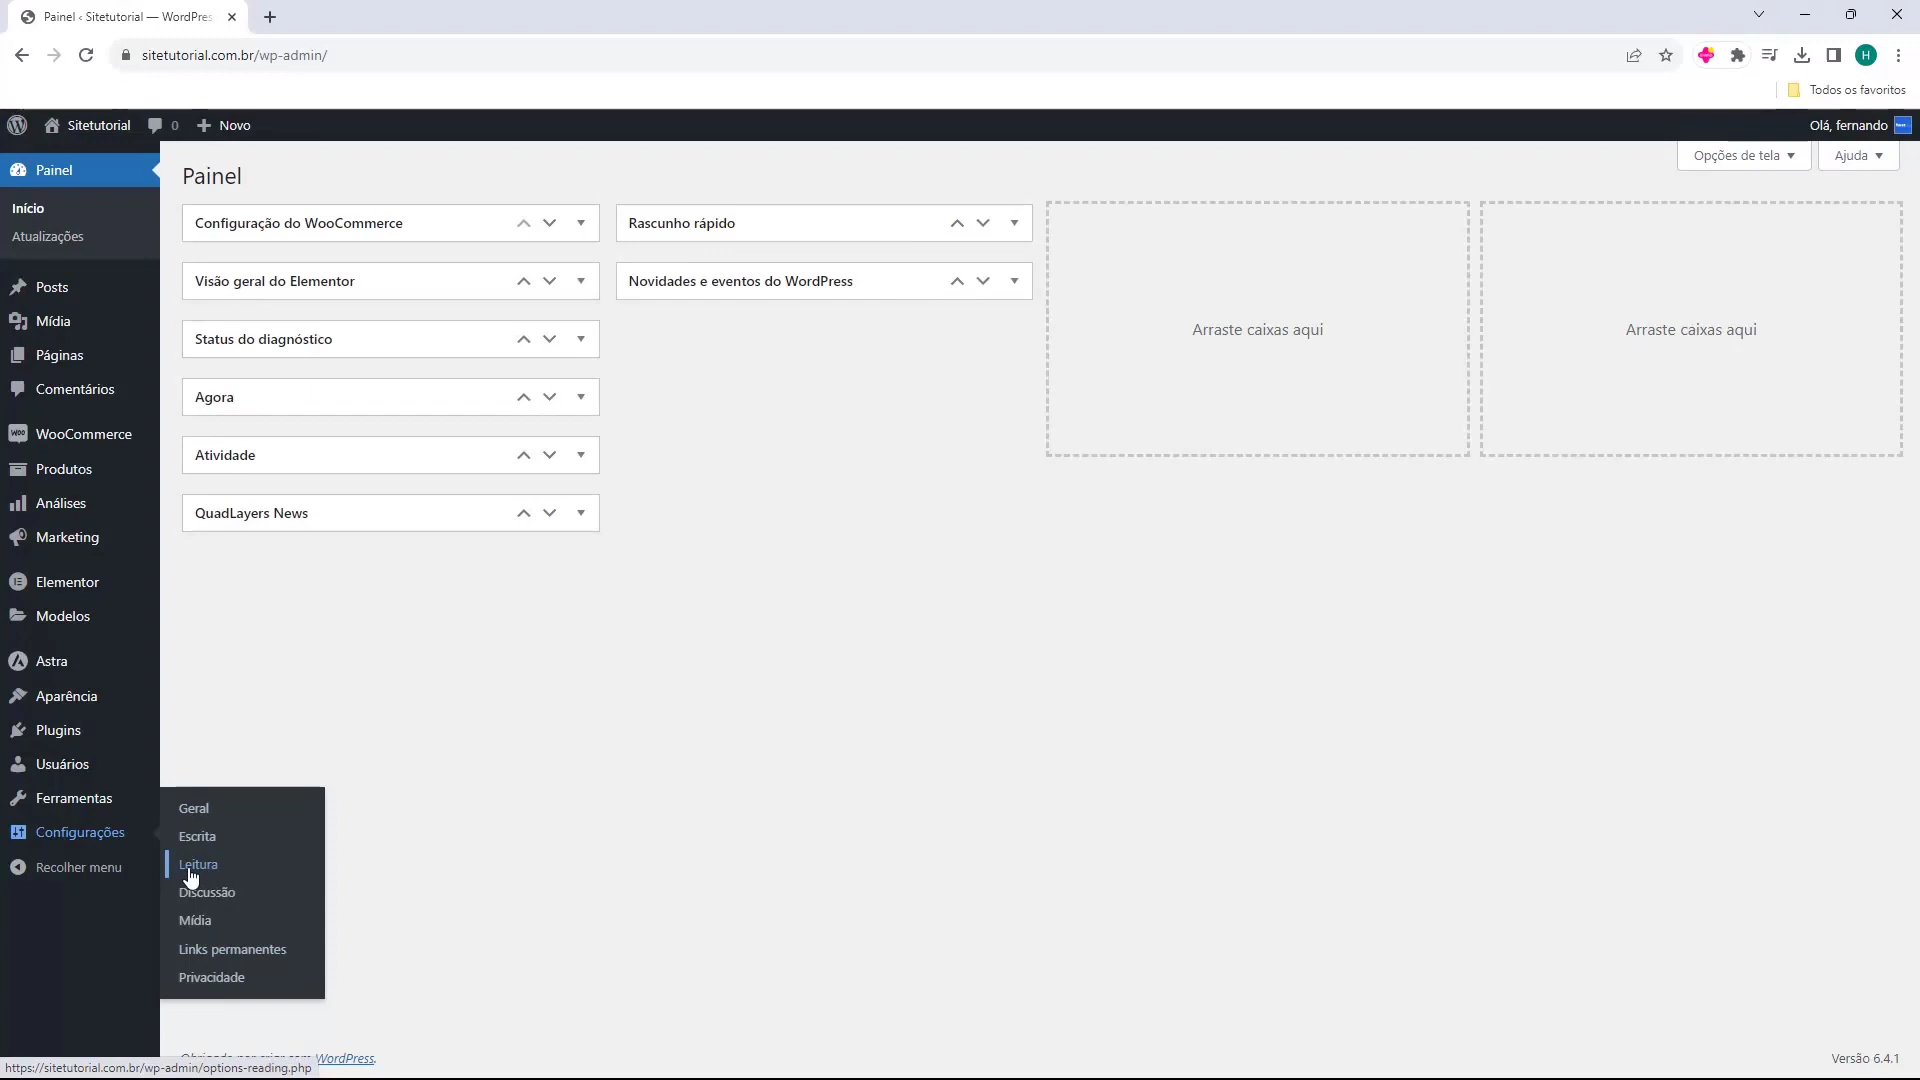 Painel ‹ Sitetutorial — WordPres
sitetutorial.com.br/wp-admin/
H
Todos os favoritos
Sitetutorial
0
Novo
Olá, fernando
Painel
Opções de tela
Ajuda
Início
Atualizações
Painel
Configuração do WooCommerce
Rascunho rápido
Visão geral do Elementor
Novidades e eventos do WordPress
Status do diagnóstico
Arraste caixas aqui
Arraste caixas aqui
Agora
Atividade
QuadLayers News
Posts
Mídia
Páginas
Comentários
WooCommerce
Produtos
Análises
Marketing
Elementor
Modelos
Astra
Aparência
Plugins
Usuários
Ferramentas
Configurações
Recolher menu
Geral
Escrita
Leitura
Discussão
Mídia
Links permanentes
Privacidade
WordPress.
Versão 6.4.1
https://sitetutorial.com.br/wp-admin/options-reading.php